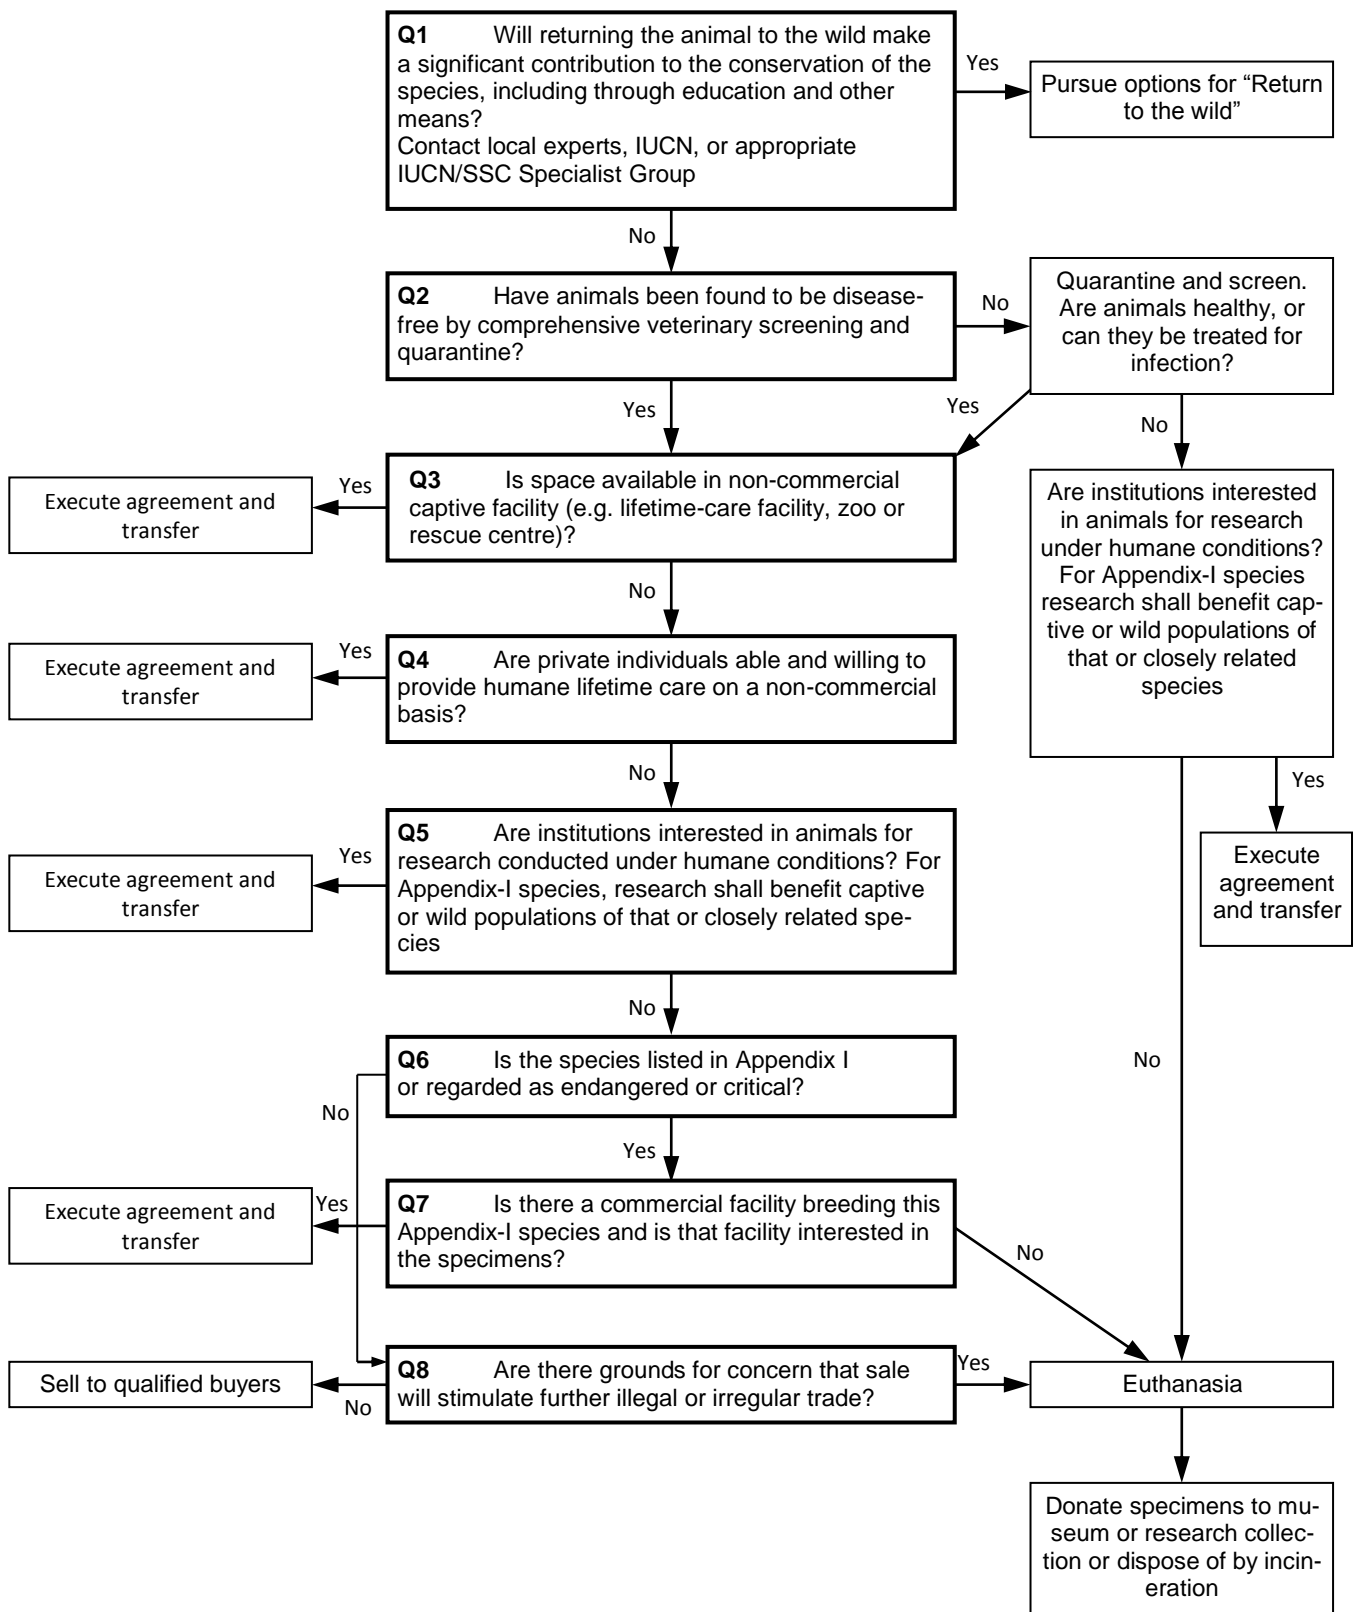 Q1 Will returning the animal to the wild make
a significant contribution to the conservation of the
species, including through education and other
means?
Contact local experts, IUCN, or appropriate
IUCN/SSC Specialist Group
Yes
Pursue options for “Return
to the wild”
No
Q2 Have animals been found to be disease-
free by comprehensive veterinary screening and
quarantine?
No
Quarantine and screen.
Are animals healthy, or
can they be treated for
infection?
Yes
Yes
No
Q3 Is space available in non-commercial
captive facility (e.g. lifetime-care facility, zoo or
rescue centre)?
Yes
Execute agreement and
transfer
No
Are institutions interested
in animals for research
under humane conditions?
For Appendix-I species
research shall benefit cap-
tive or wild populations of
that or closely related
species
Q4 Are private individuals able and willing to
provide humane lifetime care on a non-commercial
basis?
Yes
Execute agreement and
transfer
No
Yes
Execute
agreement
and transfer
Q5 Are institutions interested in animals for
research conducted under humane conditions? For
Appendix-I species, research shall benefit captive
or wild populations of that or closely related spe-
cies
Yes
Execute agreement and
transfer
No
No
Q6 Is the species listed in Appendix I
or regarded as endangered or critical?
No
Yes
Q7 Is there a commercial facility breeding this
Appendix-I species and is that facility interested in
the specimens?
Yes
Execute agreement and
transfer
No
Q8 Are there grounds for concern that sale
will stimulate further illegal or irregular trade?
No
Sell to qualified buyers
Yes
Euthanasia
Donate specimens to mu-
seum or research collec-
tion or dispose of by incin-
eration